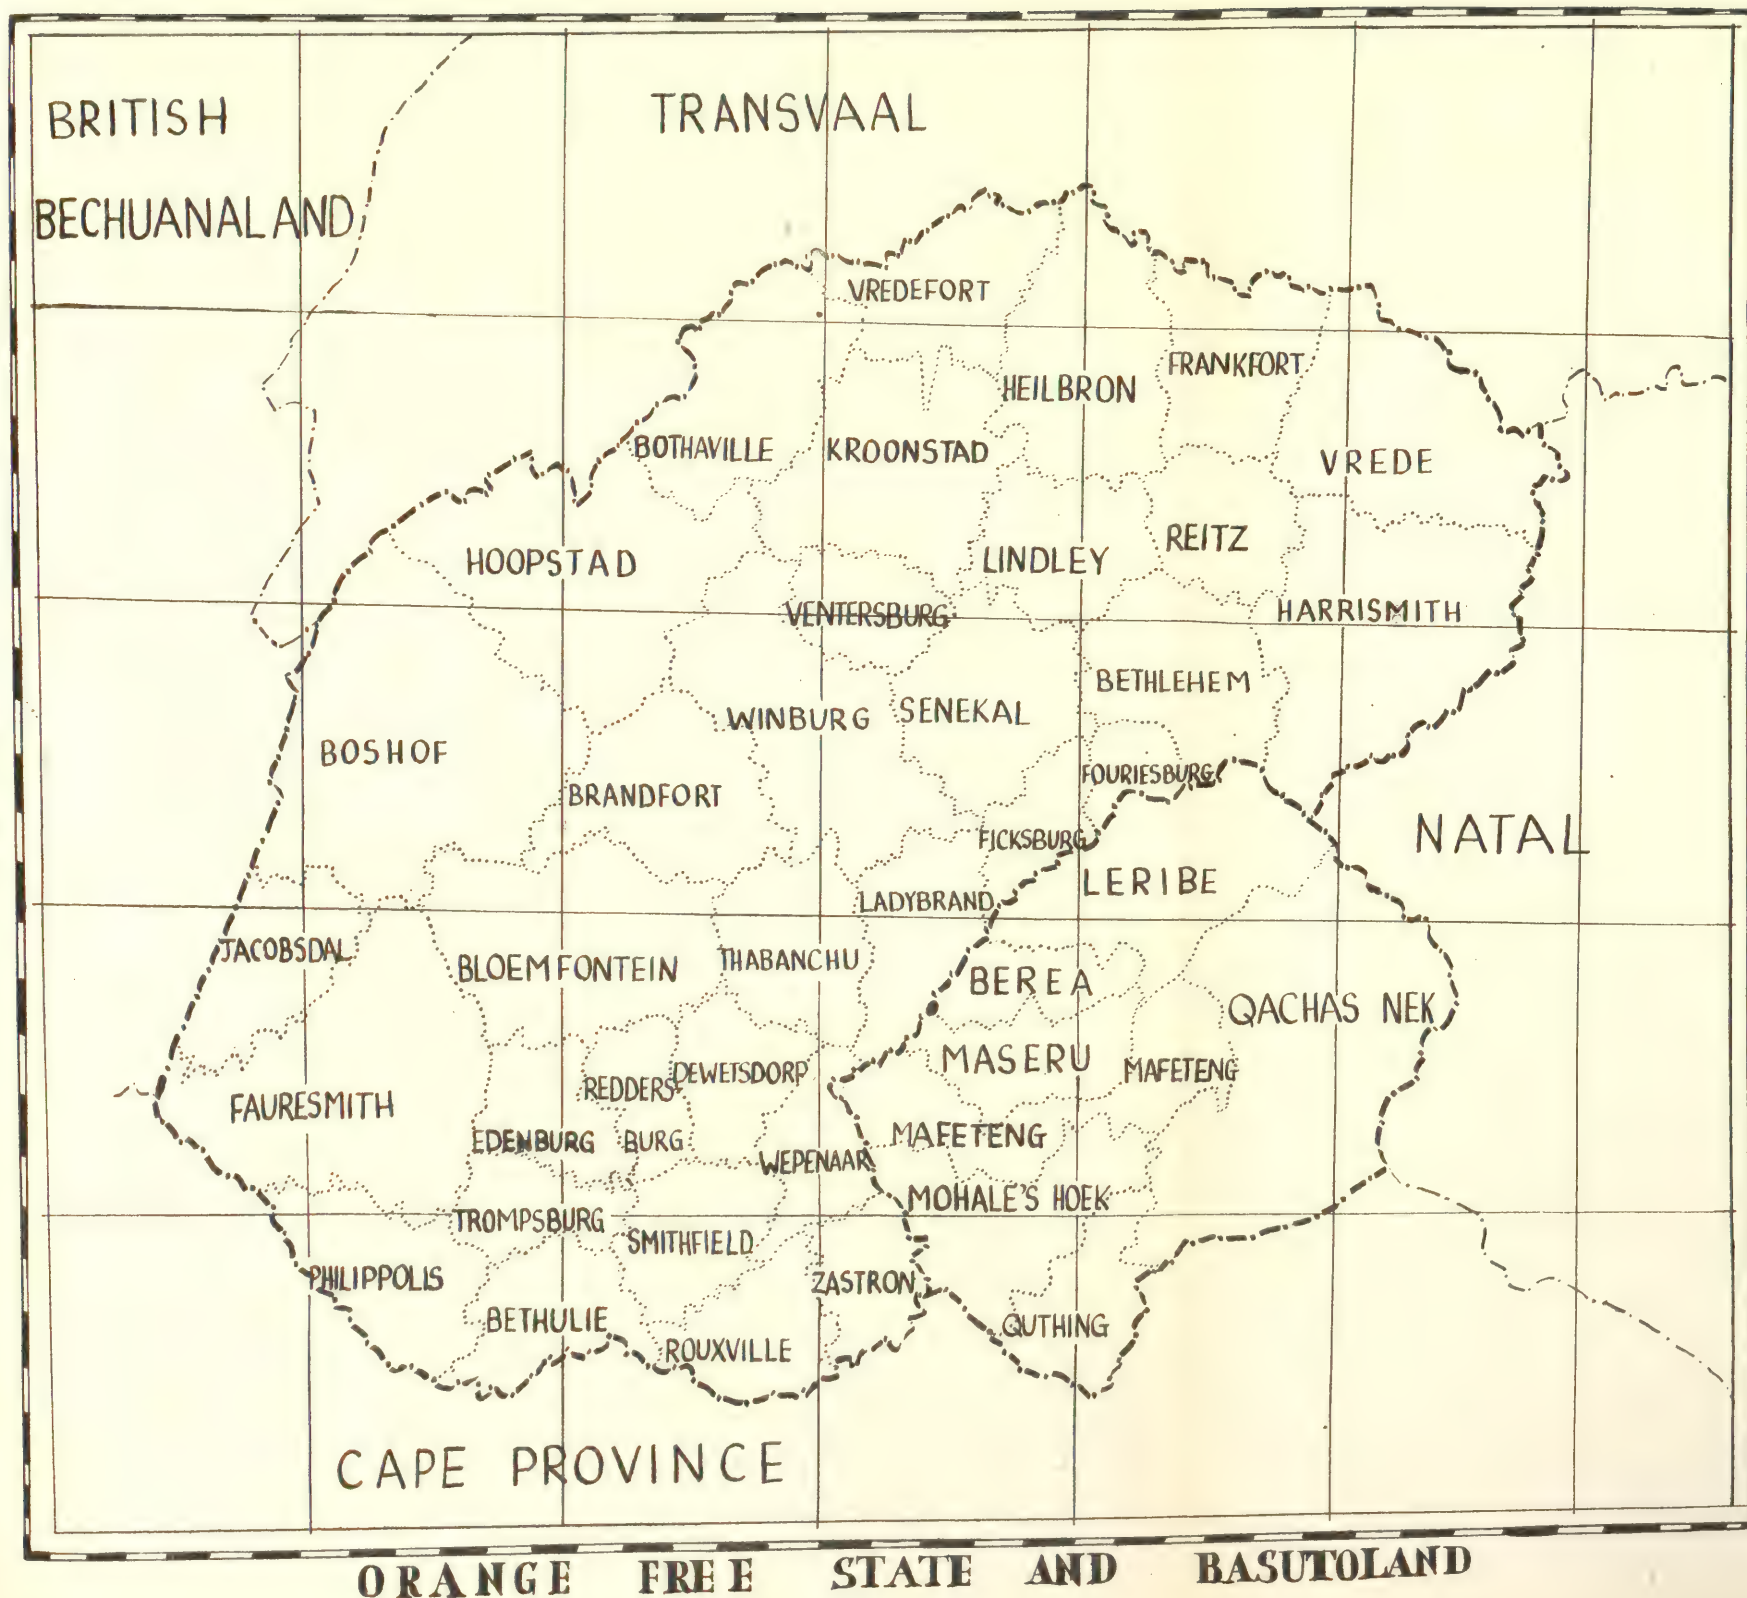 BRITISH
TRANSVAAL
BECHUANALAND
VREDEFORT
FRANKFORT
HEILBRON
BOTHAVILLE
KROONSTAD
VREDE
REITZ
HOOPSTAD
LINDLEY
VENTERSBURG
HARRISMITH
BETHLEHEM
WINBURG
SENEKAL
BOSHOF
FOURIESBURG
BRANDFORT
NATAL
FICKSBURG
LERIBE
LADYBRAND
JACOBSDAL
BLOEMFONTEIN
THABANCHU
BEREA
QACHAS NEK
MASERU
MAFETENG
DEWETSDORP
REDDERS-
BURG
FAURESMITH
EDENBURG
MAFETENG
WEPENAAR
MOHALE'S HOEK
TROMPSBURG
SMITHFIELD
PHILIPPOLIS
ZASTRON
BETHULIE
QUTHING
ROUXVILLE
CAPE PROVINCE
ORANGE FREE STATE AND BASUTOLAND